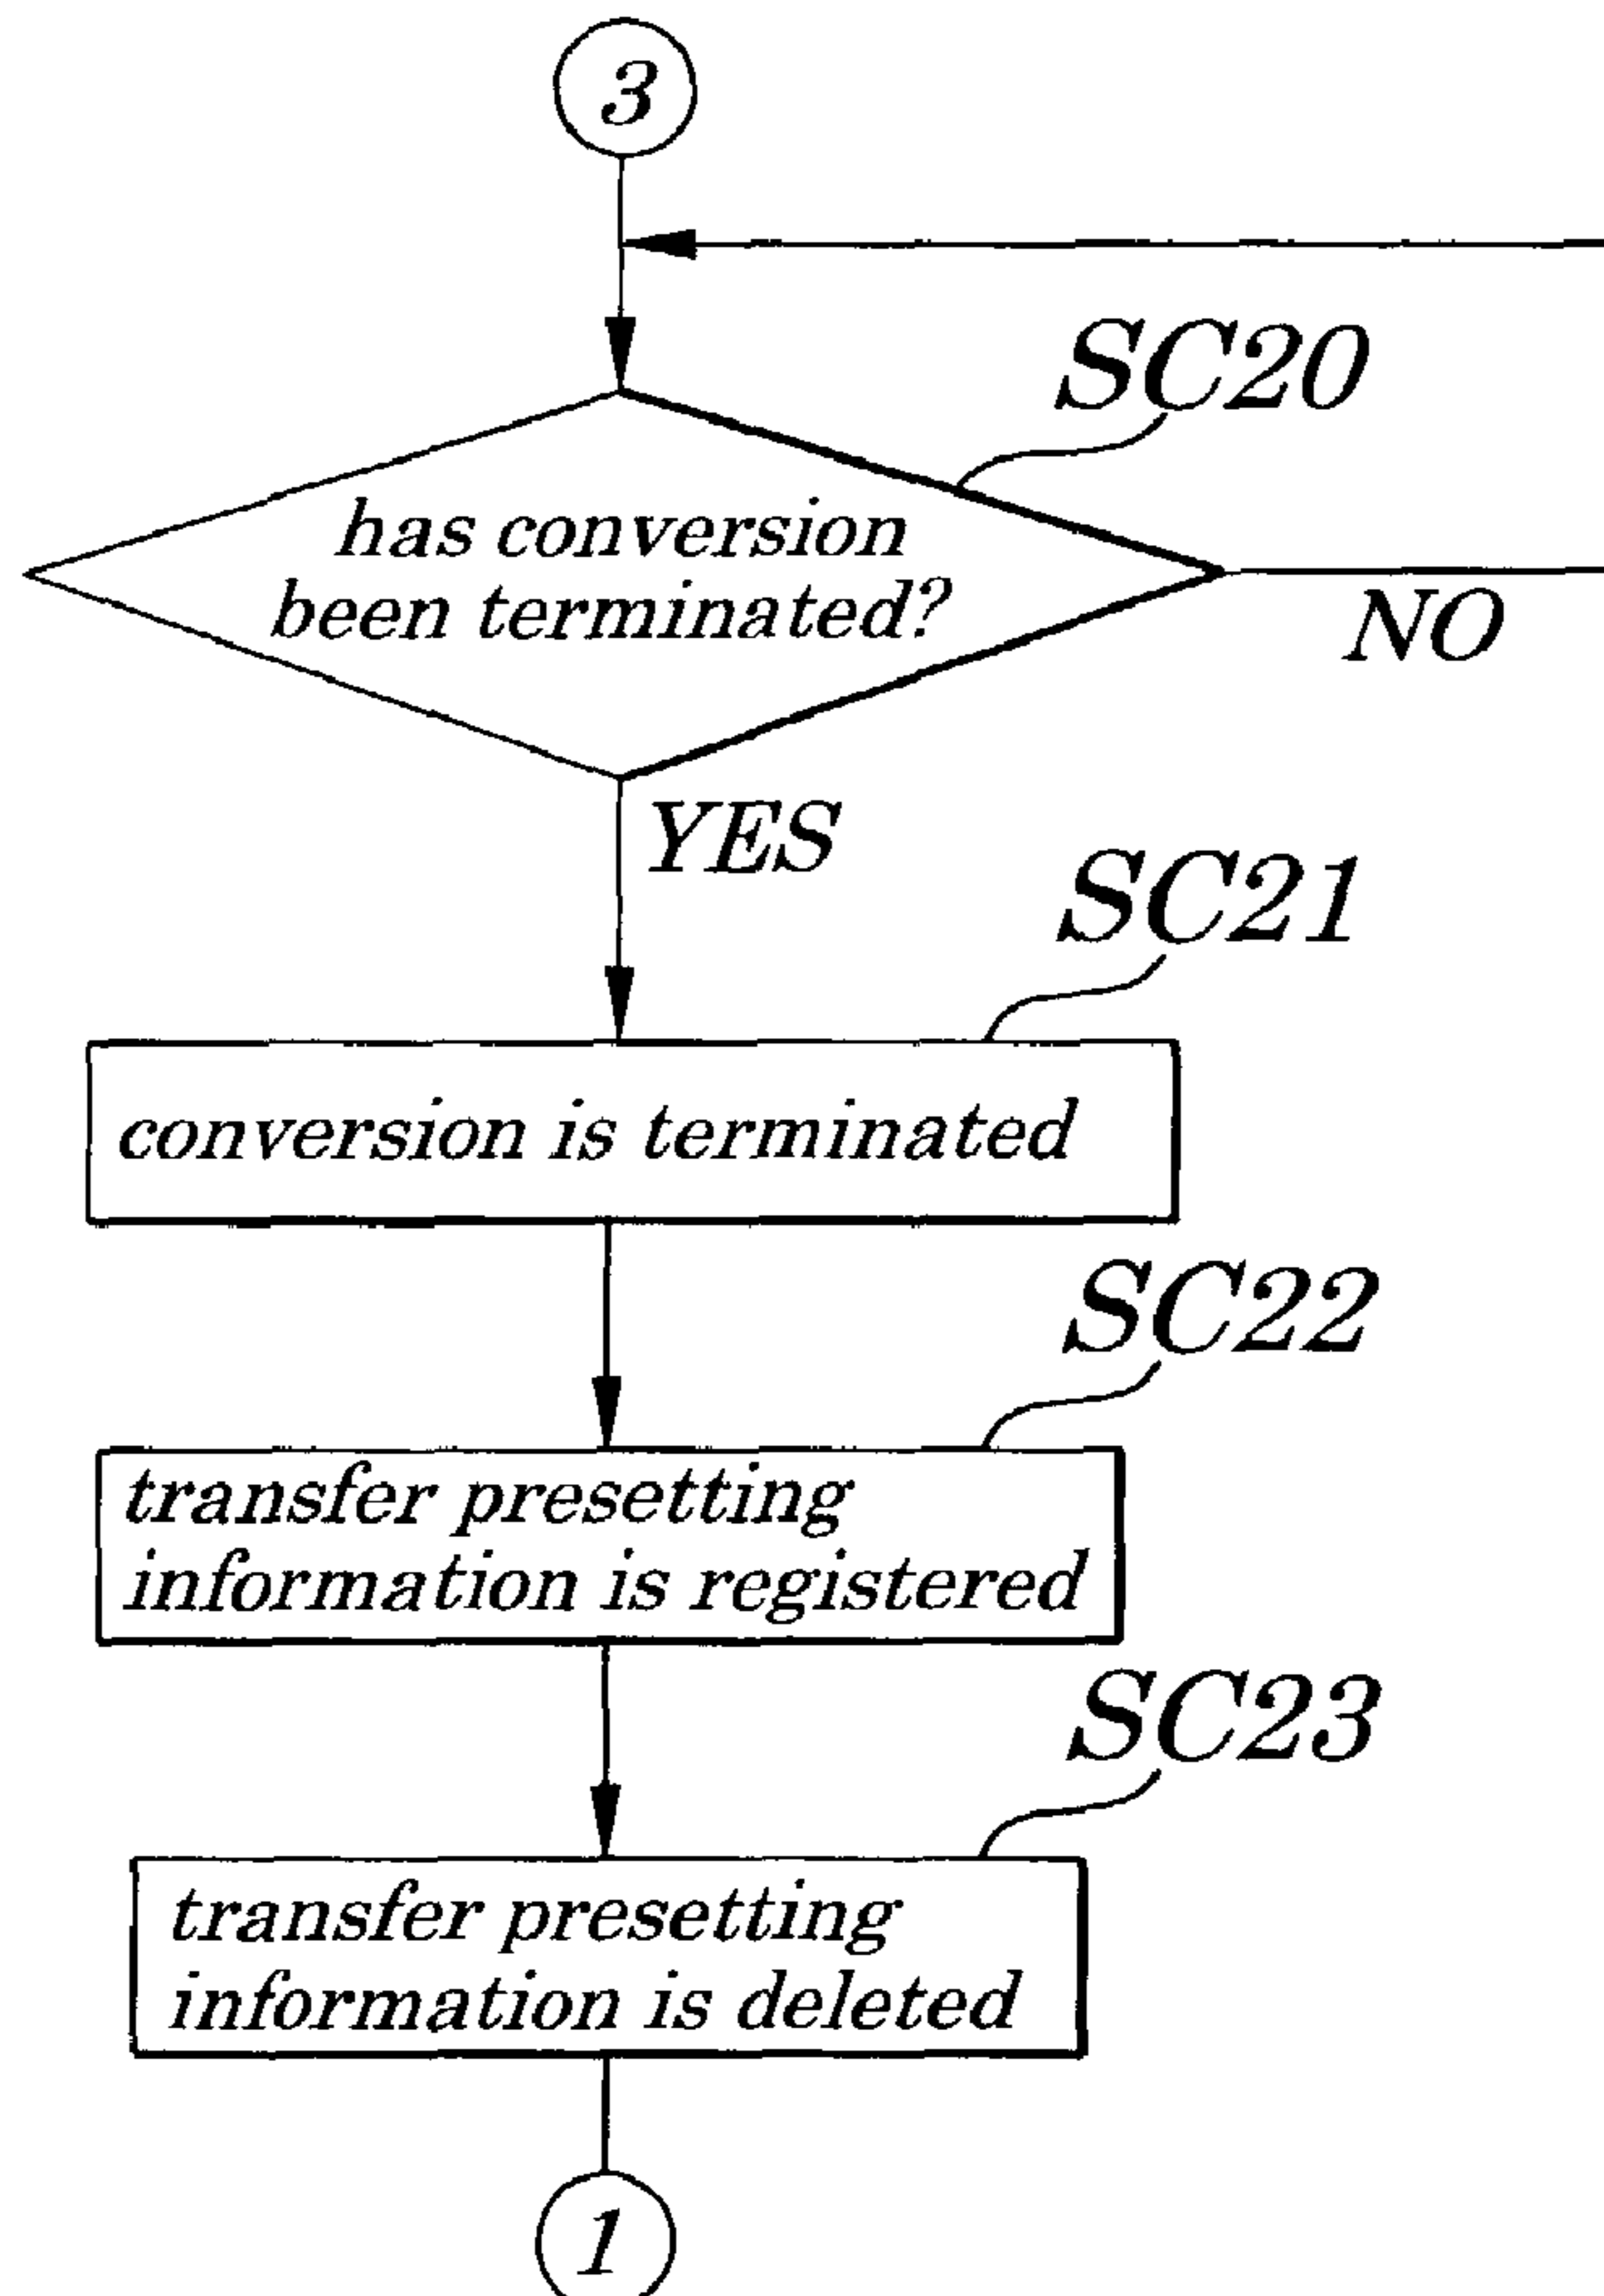 3
SC20
has conversion
been terminated?
NO
YES
SC21
conversion is terminated
SC22
transfer presetting
information is registered
SC23
transfer presetting
information is deleted
1